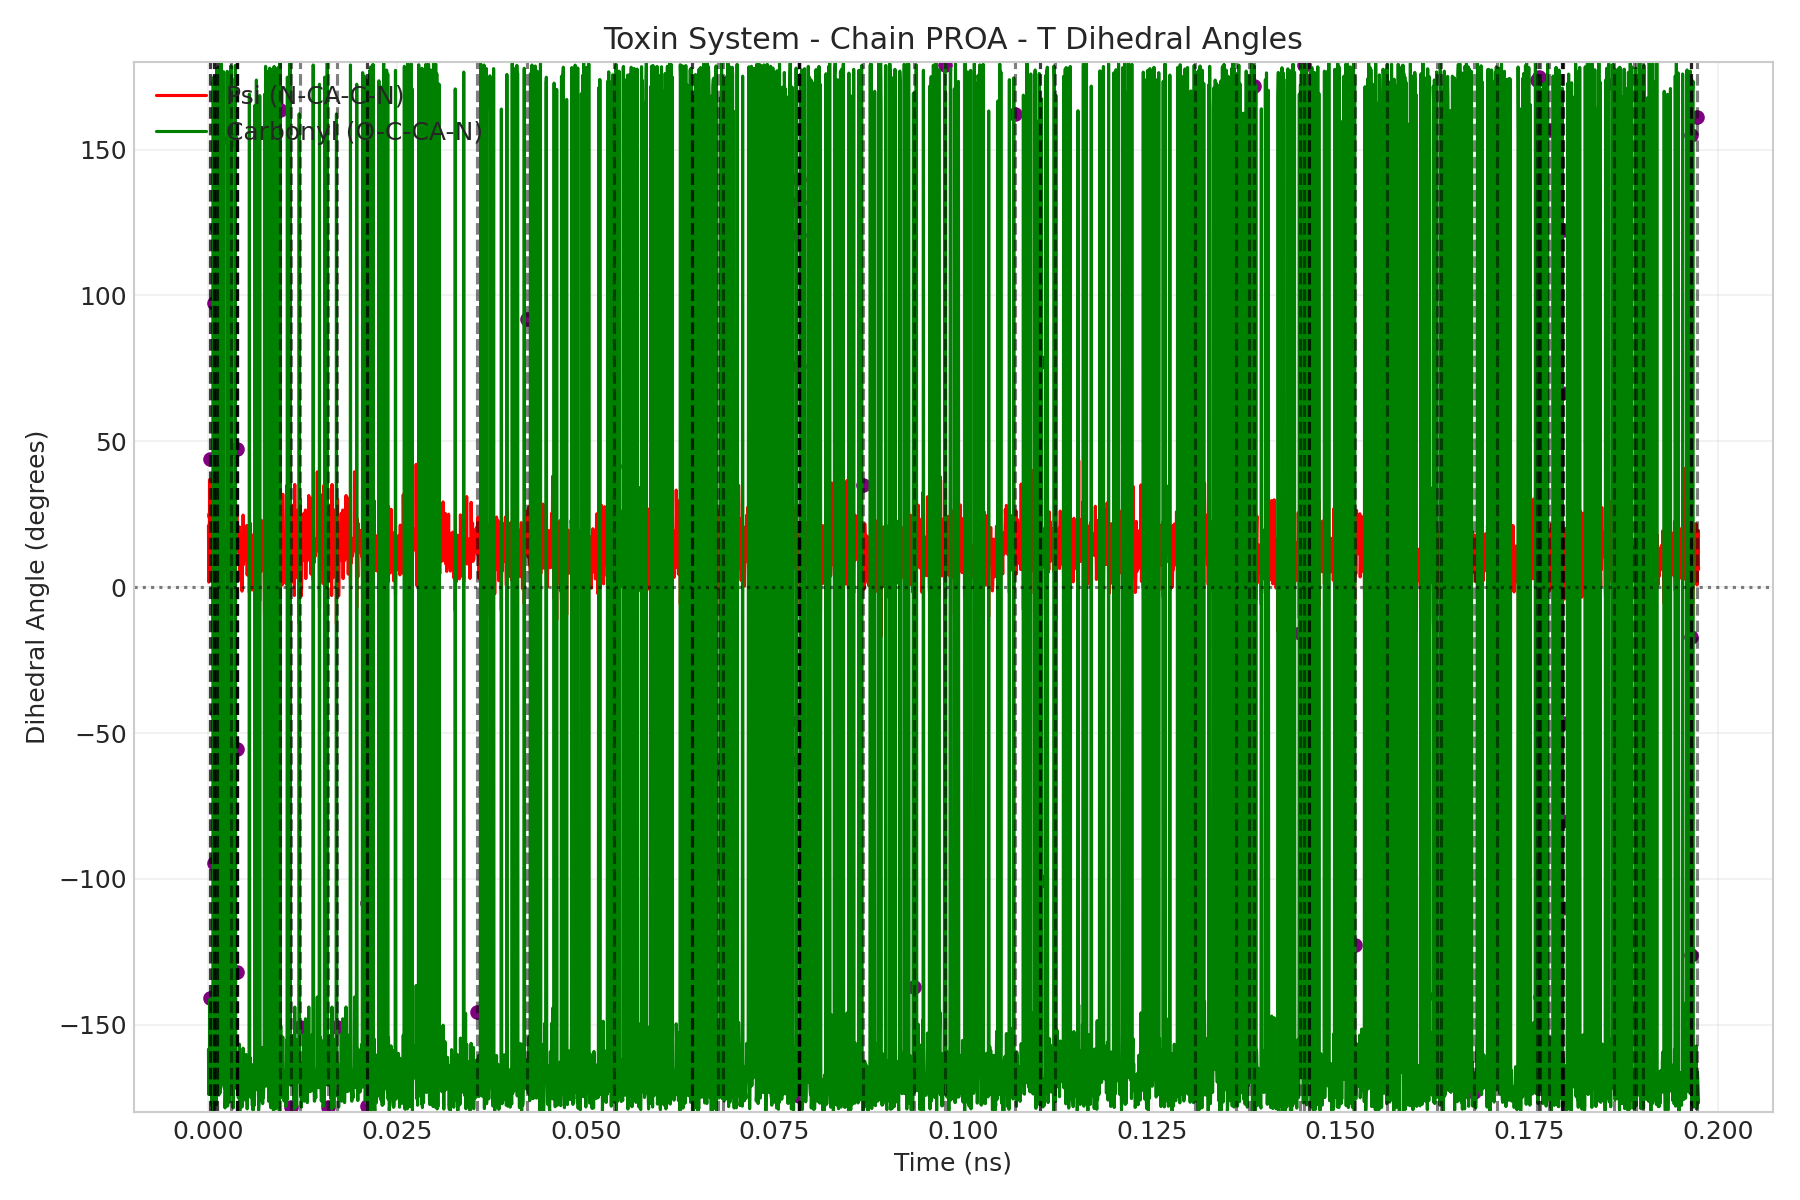 Toxin System - Chain PROA - T Dihedral Angles
Psi (N-CA-C-N)
Carbonyl (O-C-CA-N)
Dihedral Angle (degrees)
150
100
50
0
−50
−100
−150
0.000 0.025 0.050 0.075 0.100 0.125 0.150 0.175 0.200
Time (ns)